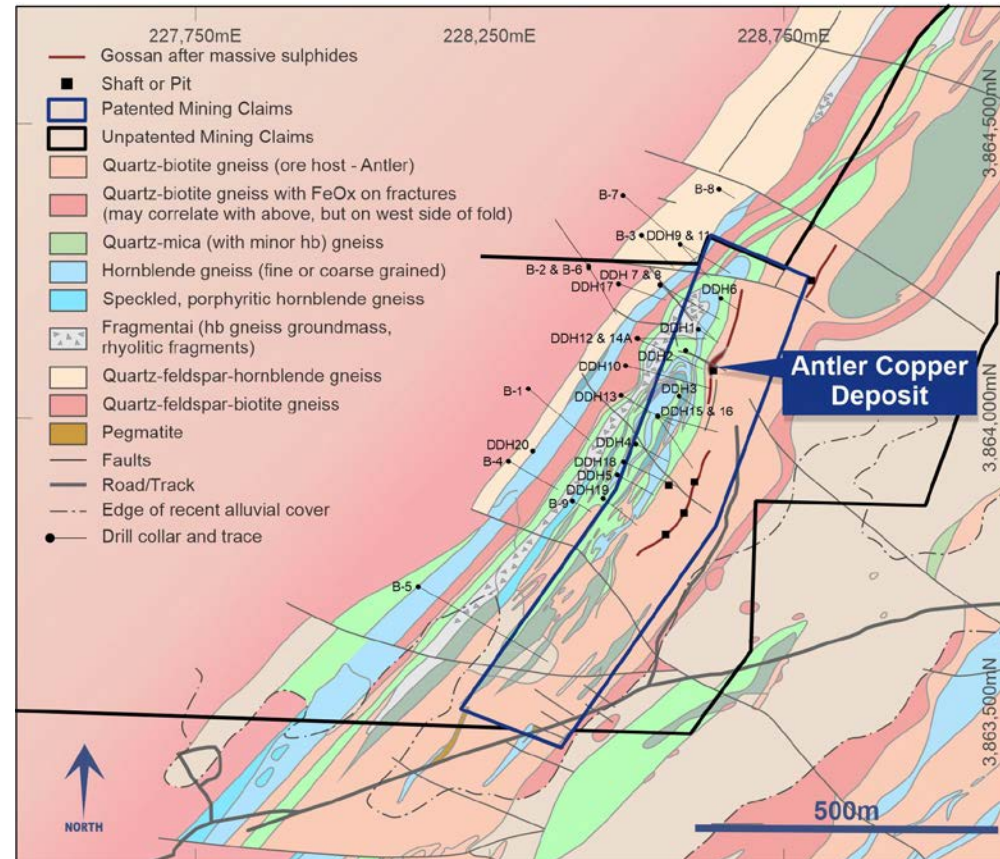 227,750mE
228,250mE
228,750mE
Gossan after massive sulphides
Shaft or Pit
Patented Mining Claims
Unpatented Mining Claims
Quartz-biotite gneiss (ore host - Antler)
Quartz-biotite gneiss with FeOx on fractures
(may correlate with above, but on west side of fold)
Quartz-mica (with minor hb) gneiss
Hornblende gneiss (fine or coarse grained)
Speckled, porphyritic hornblende gneiss
Fragmentai (hb gneiss groundmass,
rhyolitic fragments)
Quartz-feldspar-hornblende gneiss
Quartz-feldspar-biotite gneiss
Pegmatite
Faults
Road/Track
Edge of recent alluvial cover
Drill collar and trace
3,864,500mN
B-7
B-8
B-3
DDH9 & 11
B-2 & B-6
DDH 7 & 8
DDH17
DDH6
DDH1
DDH12 & 14A
DDH2
DDH10
Antler Copper
Deposit
B-1
DDH13
DDH3
DDH15 & 16
3,864,000mN
DDH4
DDH20
B-4
DDH18
DDH5
DDH19
B-9
B-5
3,863,500mN
NORTH
500m